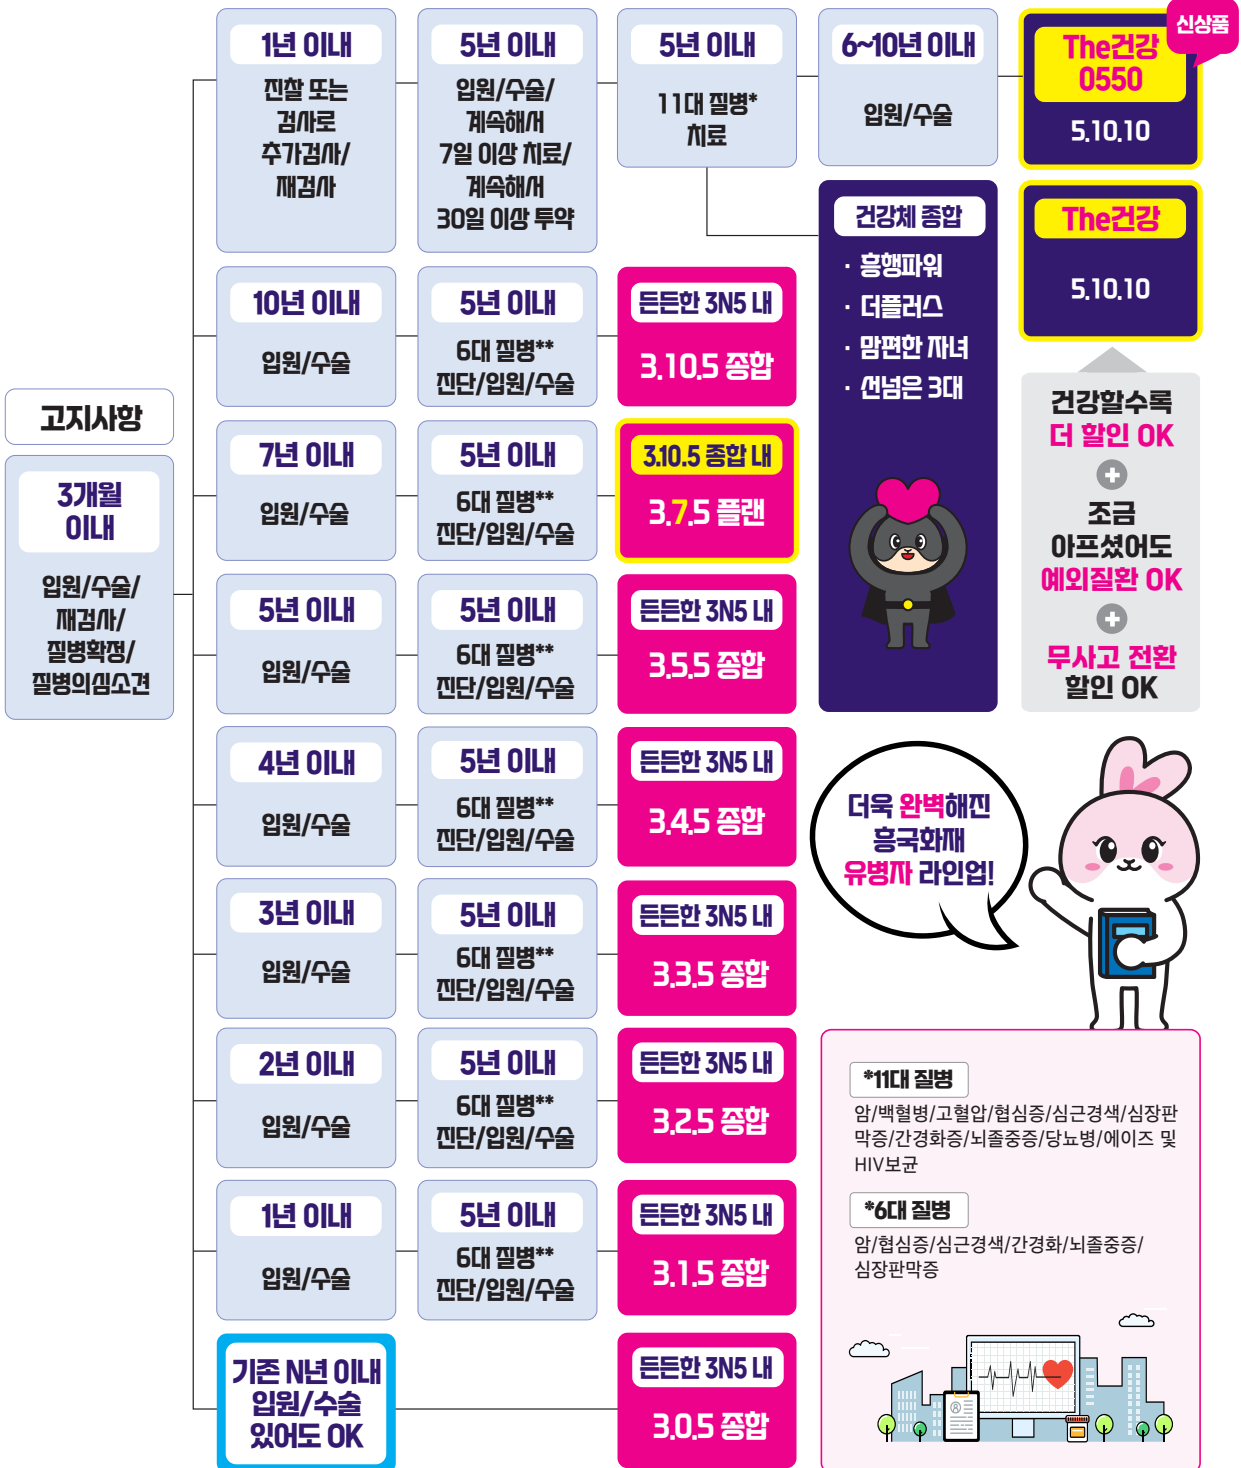 고지사항
3개월
이내
입원/수술/
재검사/
질병확정/
질병의심소견
1년 이내
진찰 또는
검사로
추가검사/
재검사
5년 이내
입원/수술/
계속해서
7일 이상 치료/
계속해서
30일 이상 투약
5년 이내
11대 질병*
치료
6~10년 이내
입원/수술
신상품
The건강
0550
5.10.10
건강체 종합
· 흥행파워
· 더플러스
· 맘편한 자녀
· 선넘은 3대
The건강
5.10.10
건강할수록
더 할인 OK
+
조금
아프셨어도
예외질환 OK
+
무사고 전환
할인 OK
10년 이내
입원/수술
5년 이내
6대 질병**
진단/입원/수술
든든한 3N5 내
3.10.5 종합
7년 이내
입원/수술
5년 이내
6대 질병**
진단/입원/수술
3.10.5 종합 내
3.7.5 플랜
5년 이내
입원/수술
5년 이내
6대 질병**
진단/입원/수술
든든한 3N5 내
3.5.5 종합
4년 이내
입원/수술
5년 이내
6대 질병**
진단/입원/수술
든든한 3N5 내
3.4.5 종합
3년 이내
입원/수술
5년 이내
6대 질병**
진단/입원/수술
든든한 3N5 내
3.3.5 종합
2년 이내
입원/수술
5년 이내
6대 질병**
진단/입원/수술
든든한 3N5 내
3.2.5 종합
1년 이내
입원/수술
5년 이내
6대 질병**
진단/입원/수술
든든한 3N5 내
3.1.5 종합
기존 N년 이내
입원/수술
있어도 OK
든든한 3N5 내
3.0.5 종합
더욱 완벽해진
흥국화재
유병자 라인업!
*11대 질병
암/백혈병/고혈압/협심증/심근경색/심장판
막증/간경화증/뇌졸중증/당뇨병/에이즈 및
HIV보균
*6대 질병
암/협심증/심근경색/간경화/뇌졸중증/
심장판막증